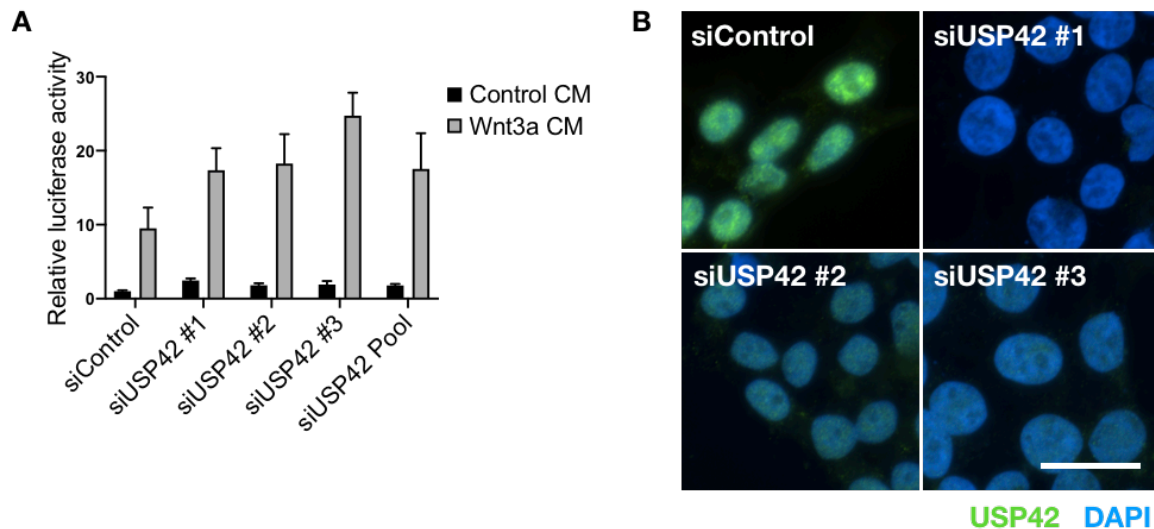 A
Relative luciferase activity
30
20
10
0
Control CM
Wnt3a CM
siControl
siUSP42 #1
siUSP42 #2
siUSP42 #3
siUSP42 Pool
B
siControl
siUSP42 #1
siUSP42 #2
siUSP42 #3
USP42 DAPI